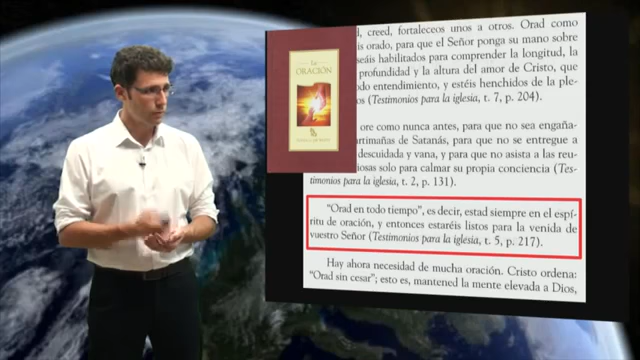 La
ORACIÓN
, creed, fortaleceos unos a otros. Orad como
is orado, para que el Señor ponga su mano sobre
seáis habilitados para comprender la longitud, la
profundidad y la altura del amor de Cristo, que
odo entendimiento, y estéis henchidos de la ple-
os (Testimonios para la iglesia, t. 7, p. 204).
ore como nunca antes, para que no sea engaña-
artimañas de Satanás, para que no se entregue a
descuidada y vana, y para que no asista a las reu-
iosas solo para calmar su propia conciencia (Tes-
timonios para la iglesia, t. 2, p. 131).
“Orad en todo tiempo”, es decir, estad siempre en el espí-
ritu de oración, y entonces estaréis listos para la venida de
vuestro Señor (Testimonios para la iglesia, t. 5, p. 217).
Hay ahora necesidad de mucha oración. Cristo ordena:
“Orad sin cesar”; esto es, mantened la mente elevada a Dios,